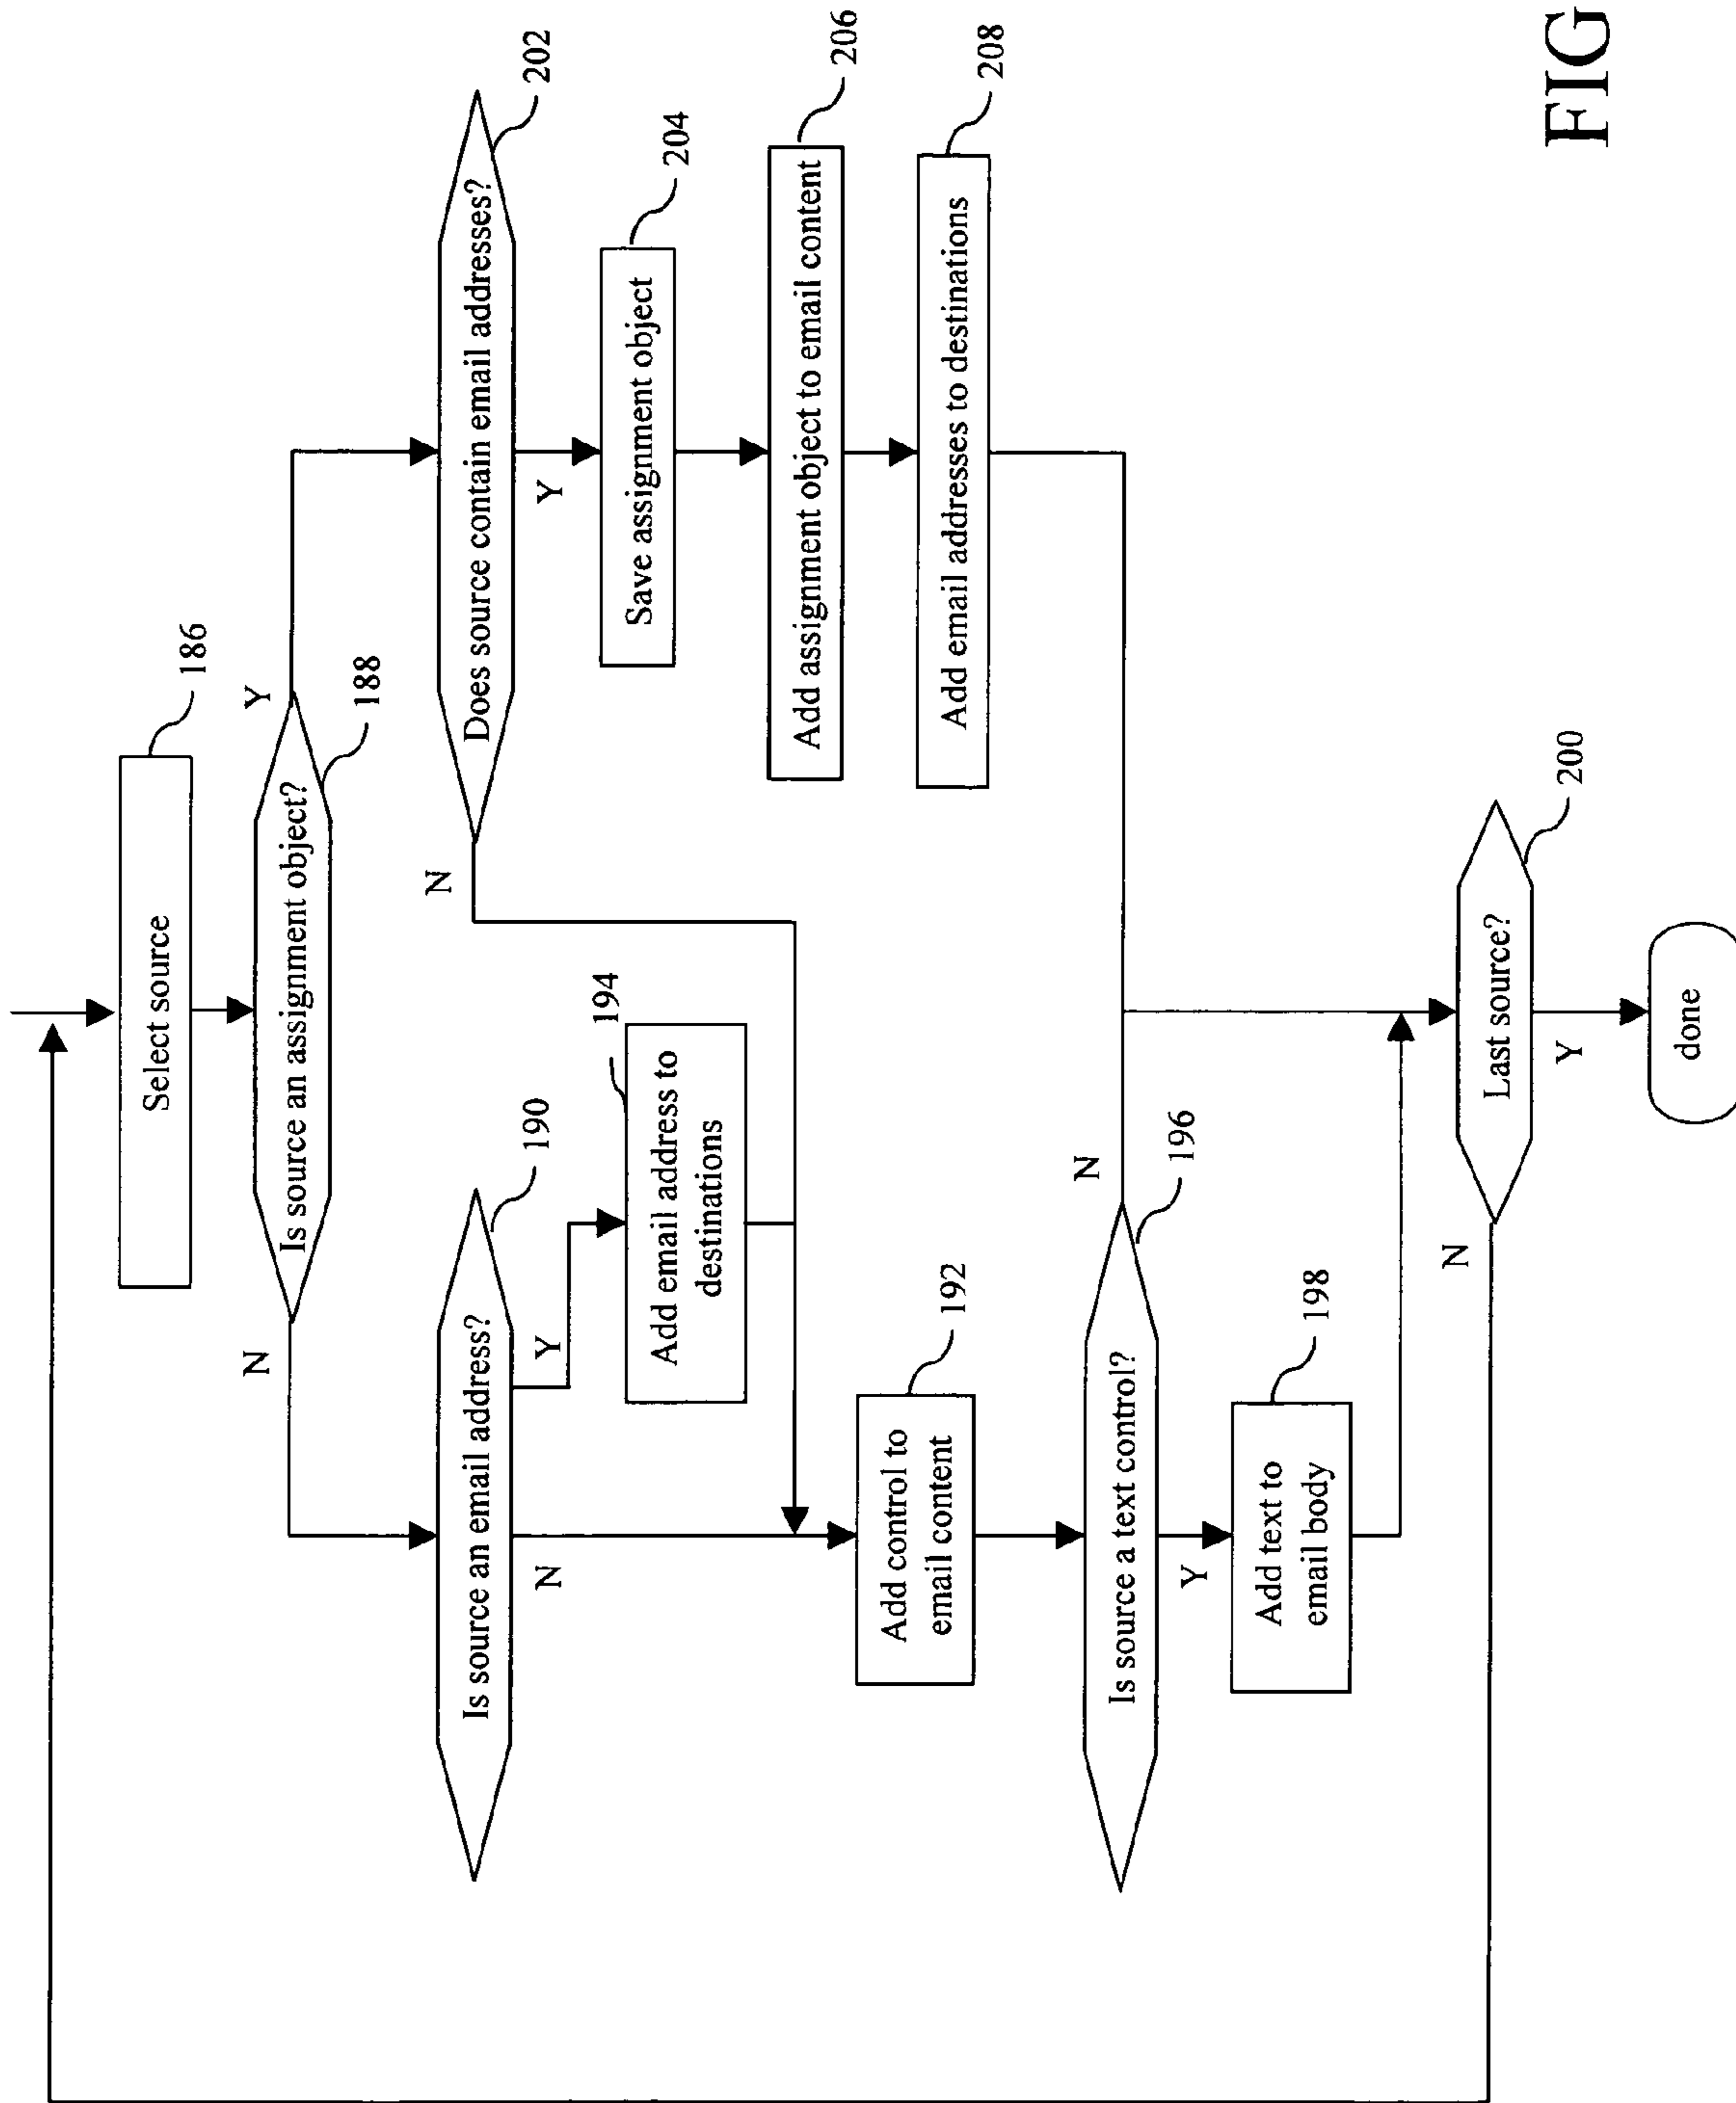 Select source
186
Is source an assignment object?
188
N
Y
Is source an email address?
190
Does source contain email addresses?
202
Y
N
N
Y
Add email address to
destinations
194
Save assignment object
204
Add control to
email content
192
Add assignment object to email content
206
Add email addresses to destinations
208
Is source a text control?
196
N
Y
Add text to
email body
198
Last source?
200
N
Y
done
FIG